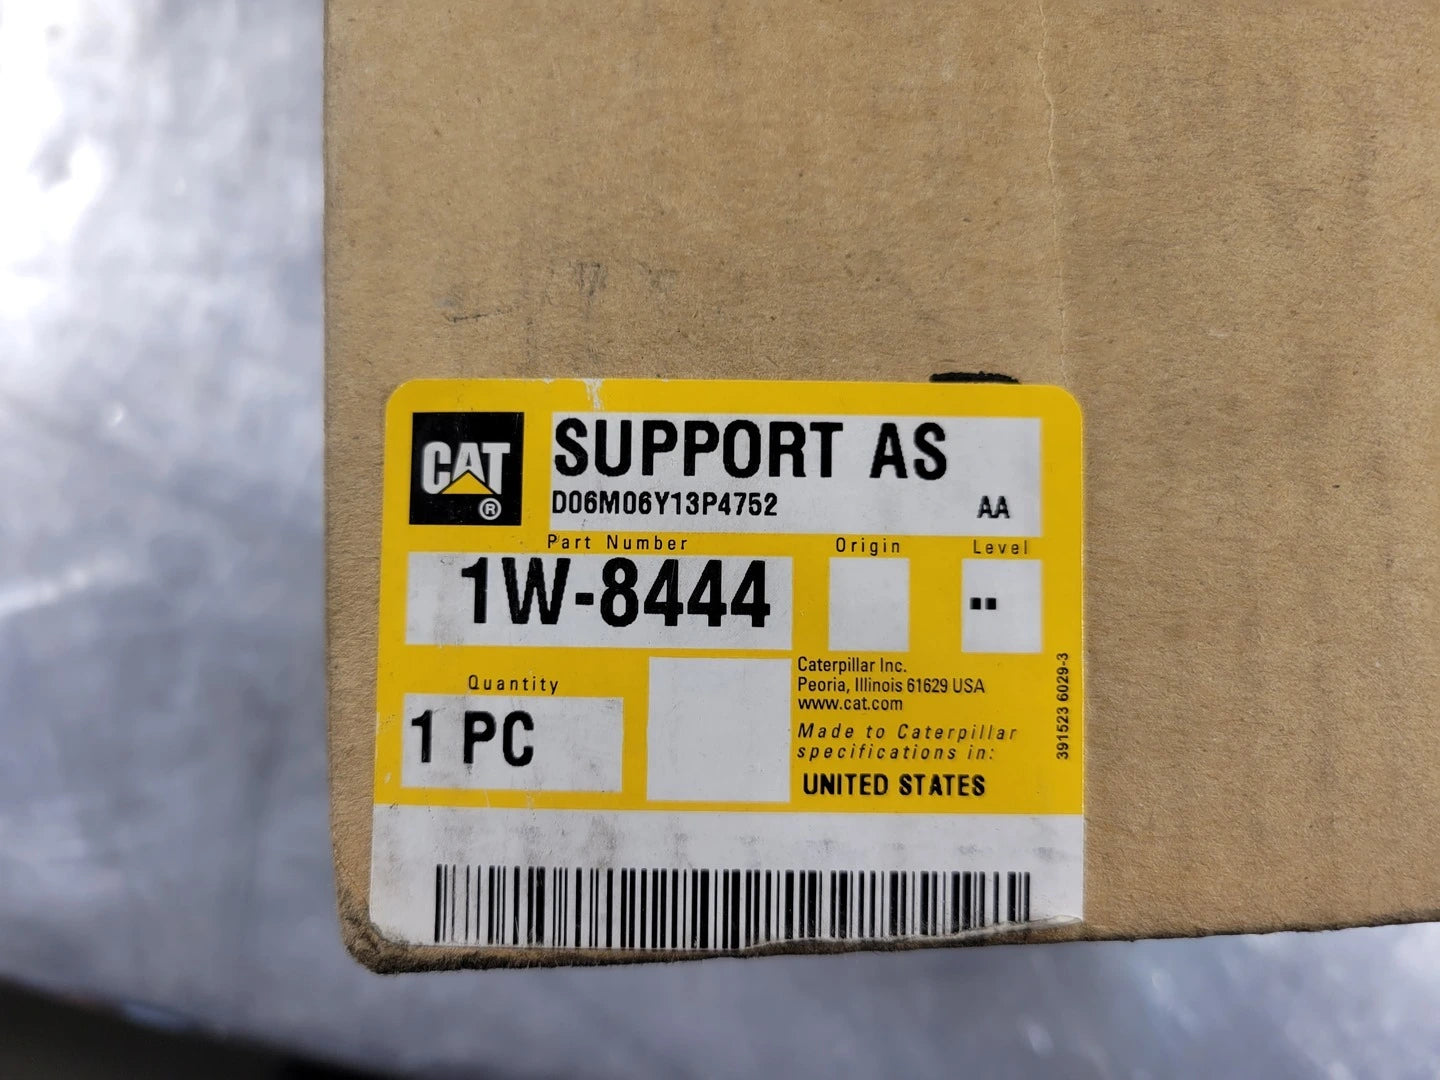 CAT
®
SUPPORT AS
D06M06Y13P4752 AA
Part Number Origin Level
1W-8444 --
Quantity
1 PC
Caterpillar Inc.
Peoria, Illinois 61629 USA
www.cat.com
Made to Caterpillar
specifications in:
UNITED STATES
391523 6029-3